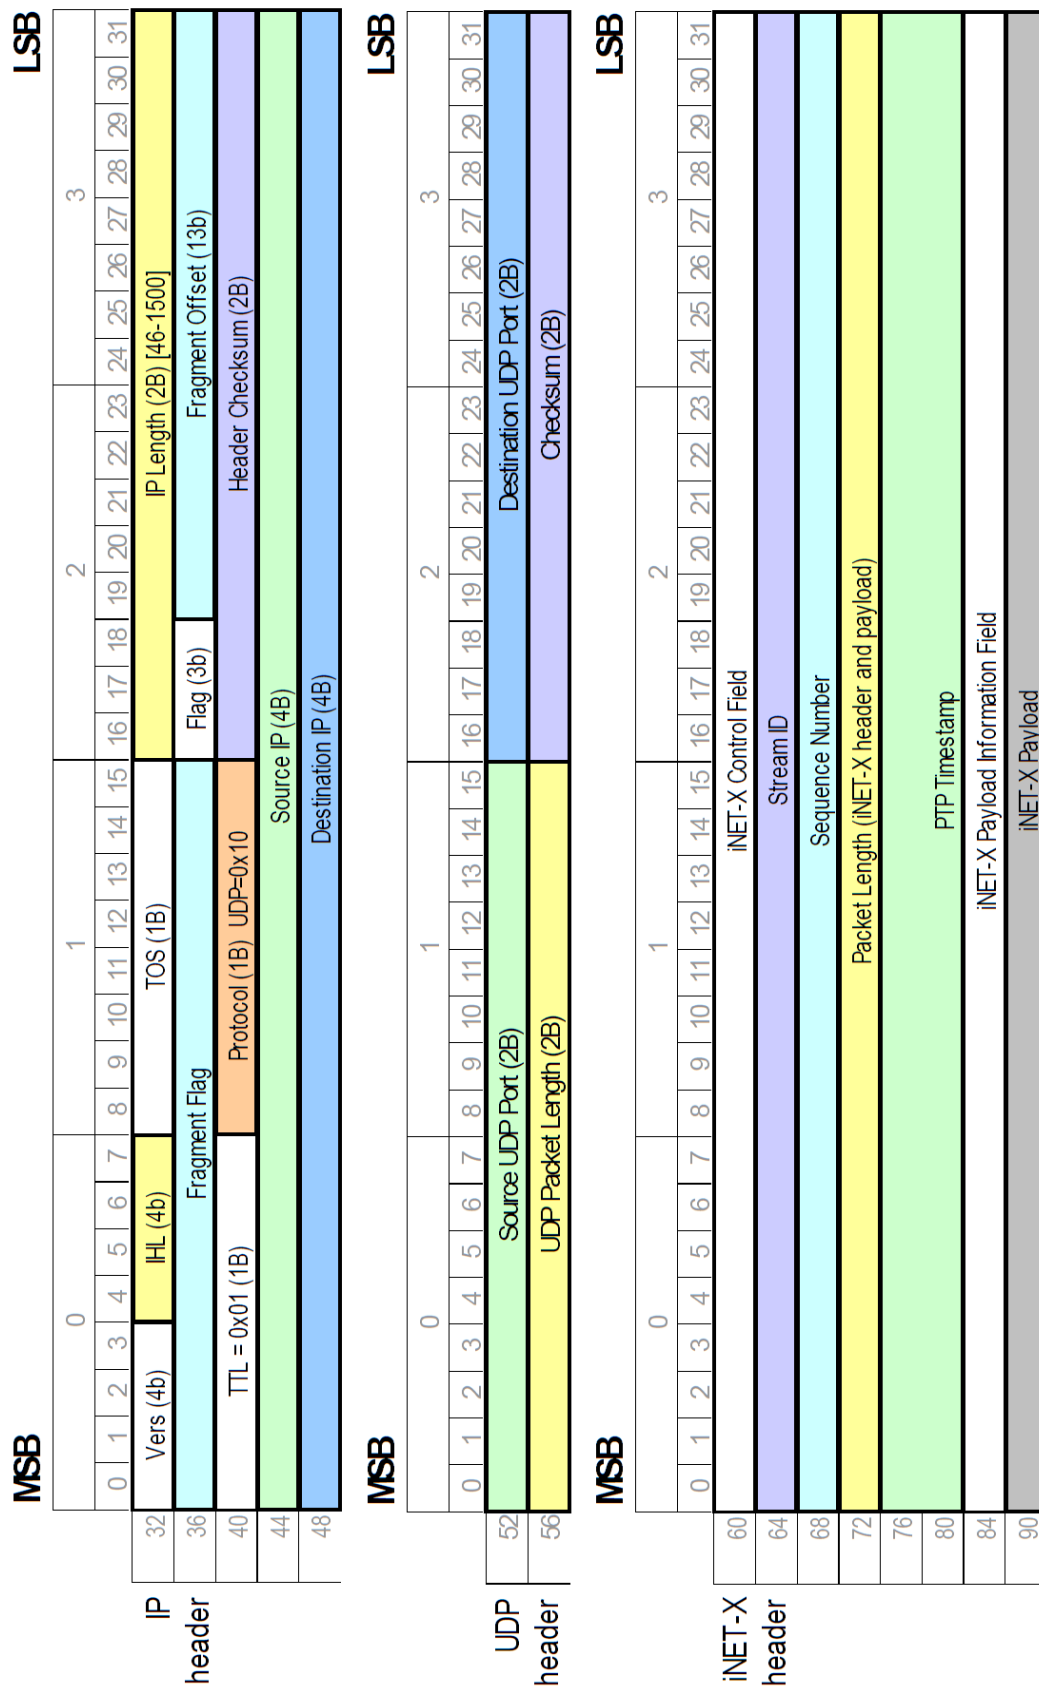 MSB LSB
0 1 2 3
0 1 2 3 4 5 6 7 8 9 10 11 12 13 14 15 16 17 18 19 20 21 22 23 24 25 26 27 28 29 30 31
IP header
32 Vers (4b) IHL (4b) TOS (1B) IP Length (2B) [46-1500]
36 Fragment Flag Flag (3b) Fragment Offset (13b)
40 TTL = 0x01 (1B) Protocol (1B) UDP=0x10 Header Checksum (2B)
44 Source IP (4B)
48 Destination IP (4B)
MSB LSB
0 1 2 3
0 1 2 3 4 5 6 7 8 9 10 11 12 13 14 15 16 17 18 19 20 21 22 23 24 25 26 27 28 29 30 31
UDP header
52 Source UDP Port (2B) Destination UDP Port (2B)
56 UDP Packet Length (2B) Checksum (2B)
MSB LSB
0 1 2 3
0 1 2 3 4 5 6 7 8 9 10 11 12 13 14 15 16 17 18 19 20 21 22 23 24 25 26 27 28 29 30 31
iNET-X header
60 iNET-X Control Field
64 Stream ID
68 Sequence Number
72 Packet Length (iNET-X header and payload)
76
80 PTP Timestamp
84 iNET-X Payload Information Field
90 iNET-X Payload